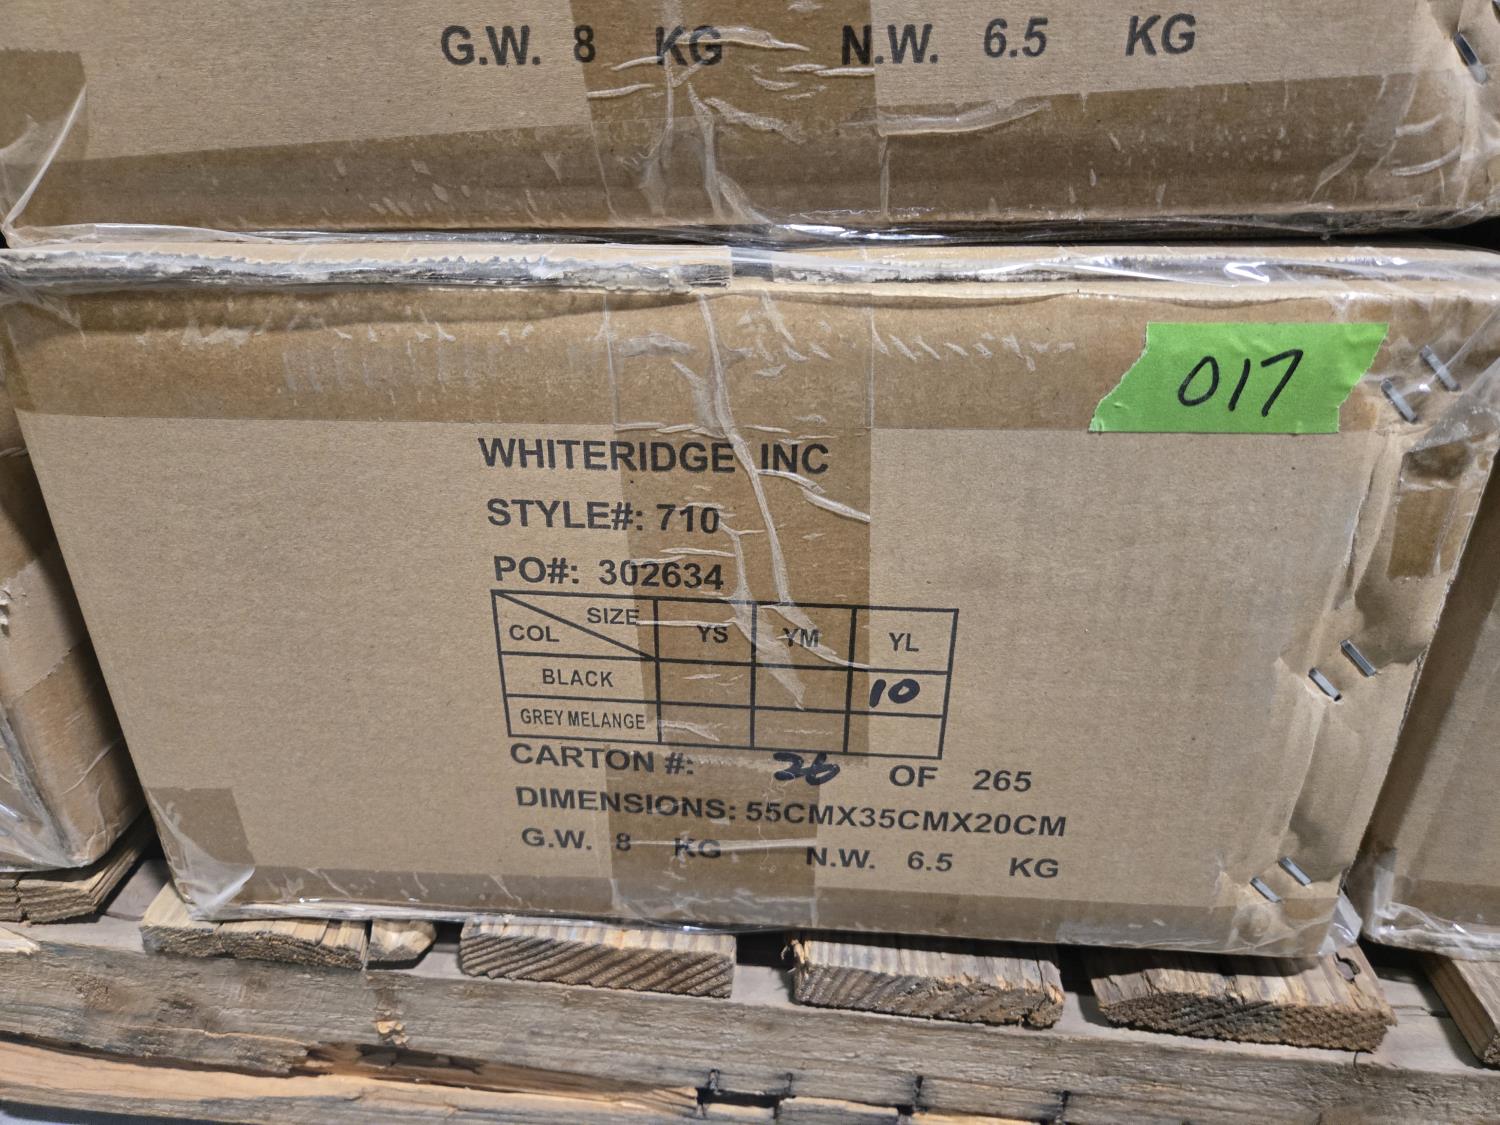 G.W. 8 KG N.W. 6.5 KG
017
WHITERIDGE INC
STYLE#: 710
PO#: 302634
SIZE COL YS YM YL
BLACK 10
GREY MELANGE
CARTON #: 26 OF 265
DIMENSIONS: 55CMX35CMX20CM
G.W. 8 KG N.W. 6.5 KG